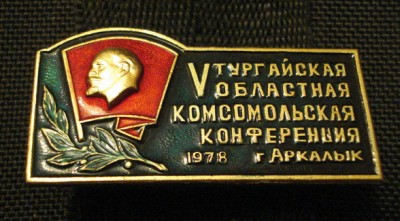 V ТУРГАЙСКАЯ
ОБЛАСТНАЯ
КОМСОМОЛЬСКАЯ
КОНФЕРЕНЦИЯ
1978 г АРКАЛЫК